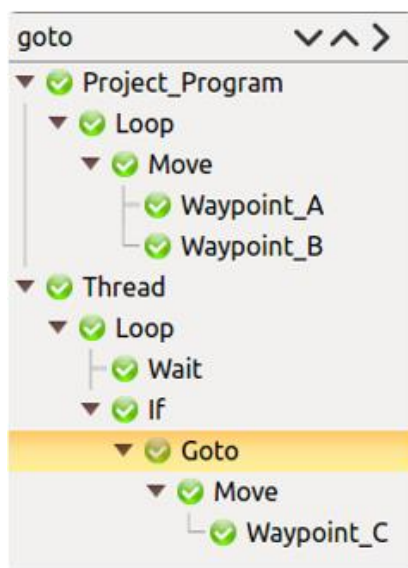 goto
Project_Program
Loop
Move
Waypoint_A
Waypoint_B
Thread
Loop
Wait
If
Goto
Move
Waypoint_C